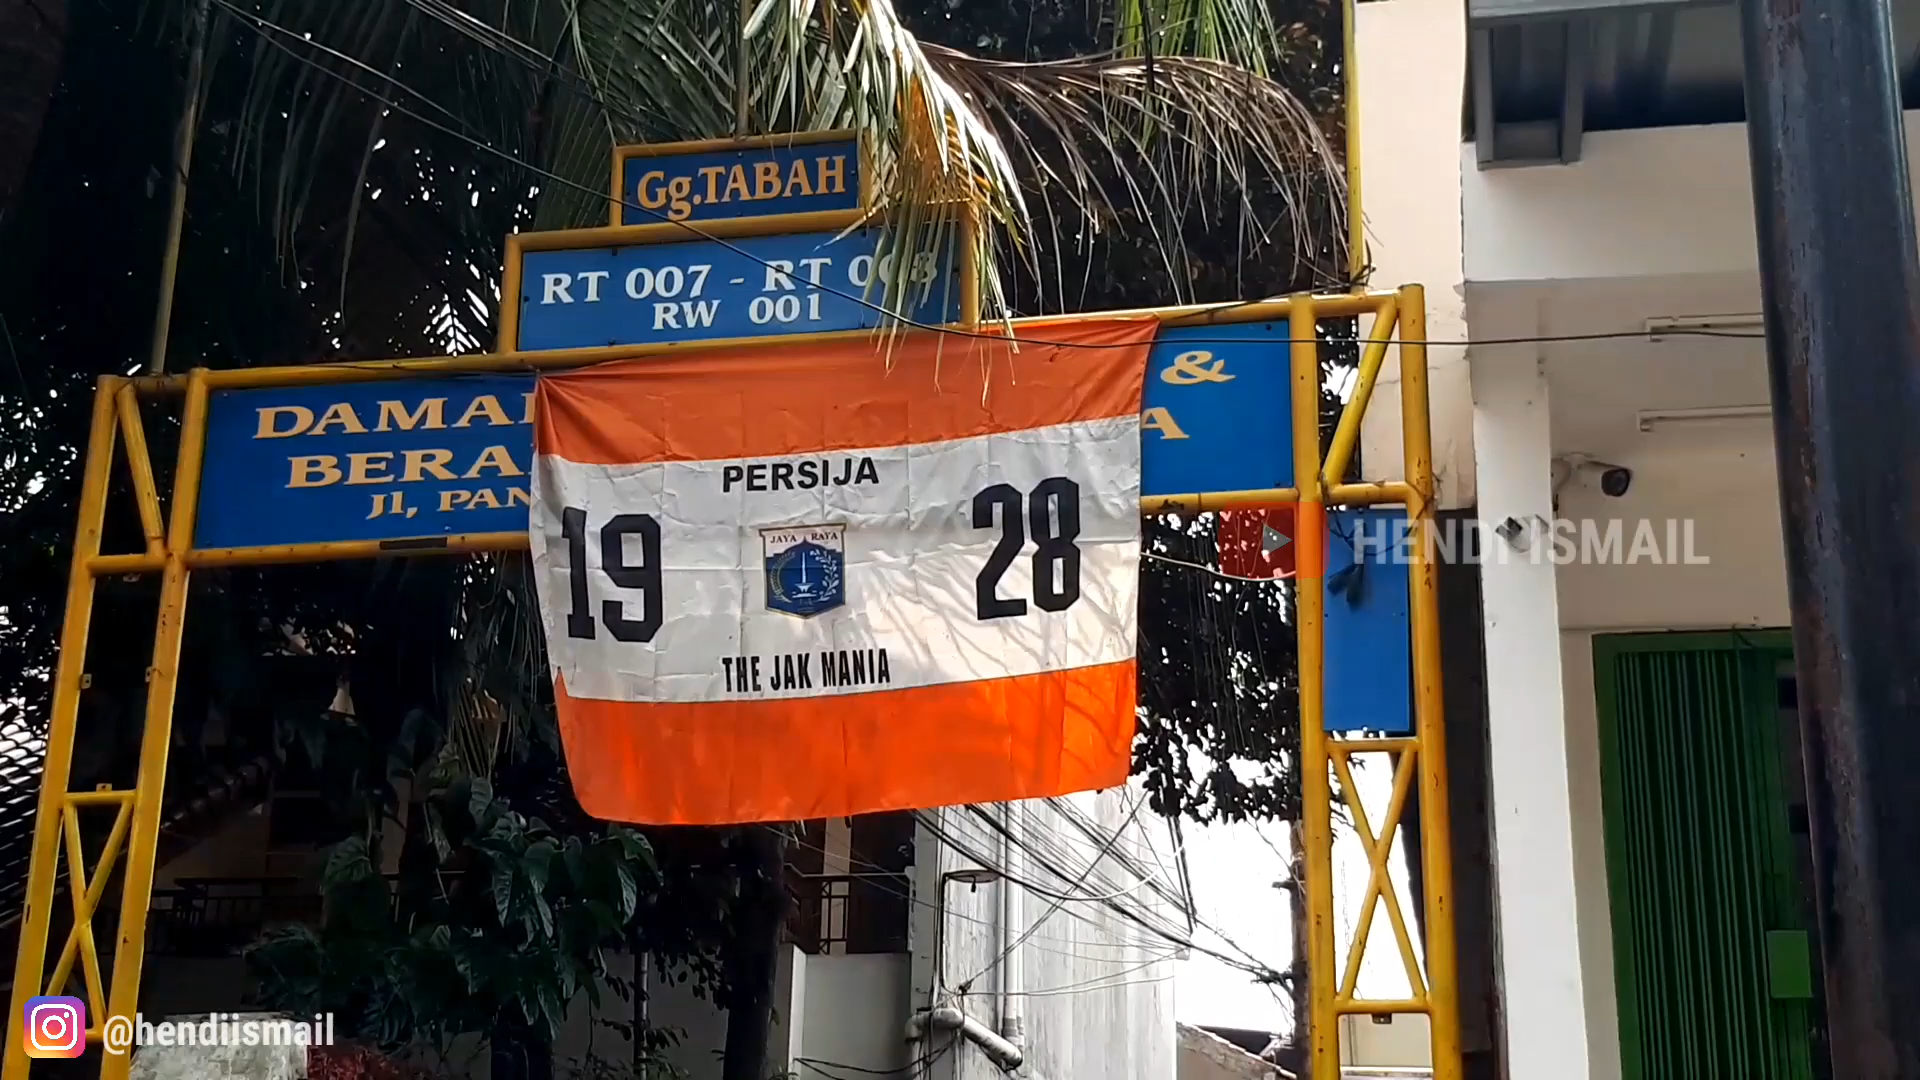 Gg.TABAH
RT 007 - RT
RW 001
&
BERA
A
Jl, PAN
PERSIJA
19 28
JAYA RAYA
THE JAK MANIA
HENDI ISMAIL
@hendiismail